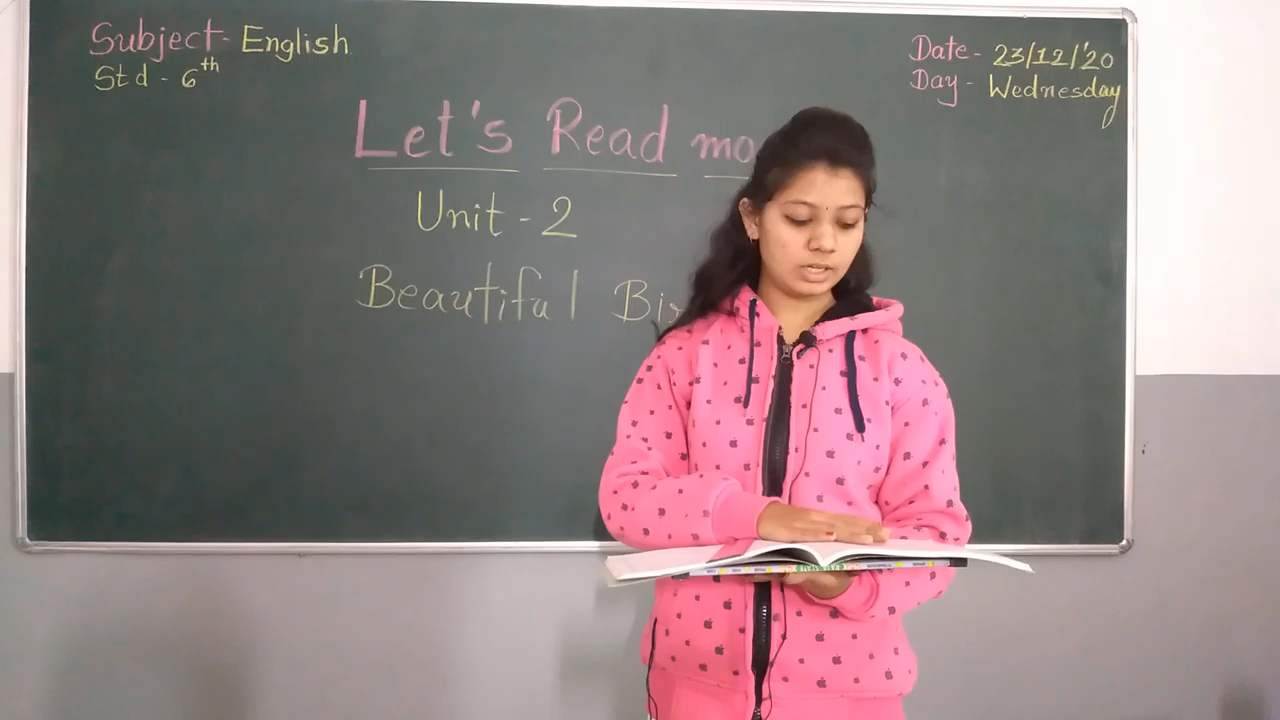 Subject- English
Std - 6th
Date - 23/12/'20
Day - Wednesday
Let's Read mo
Unit - 2
Beautiful Bi